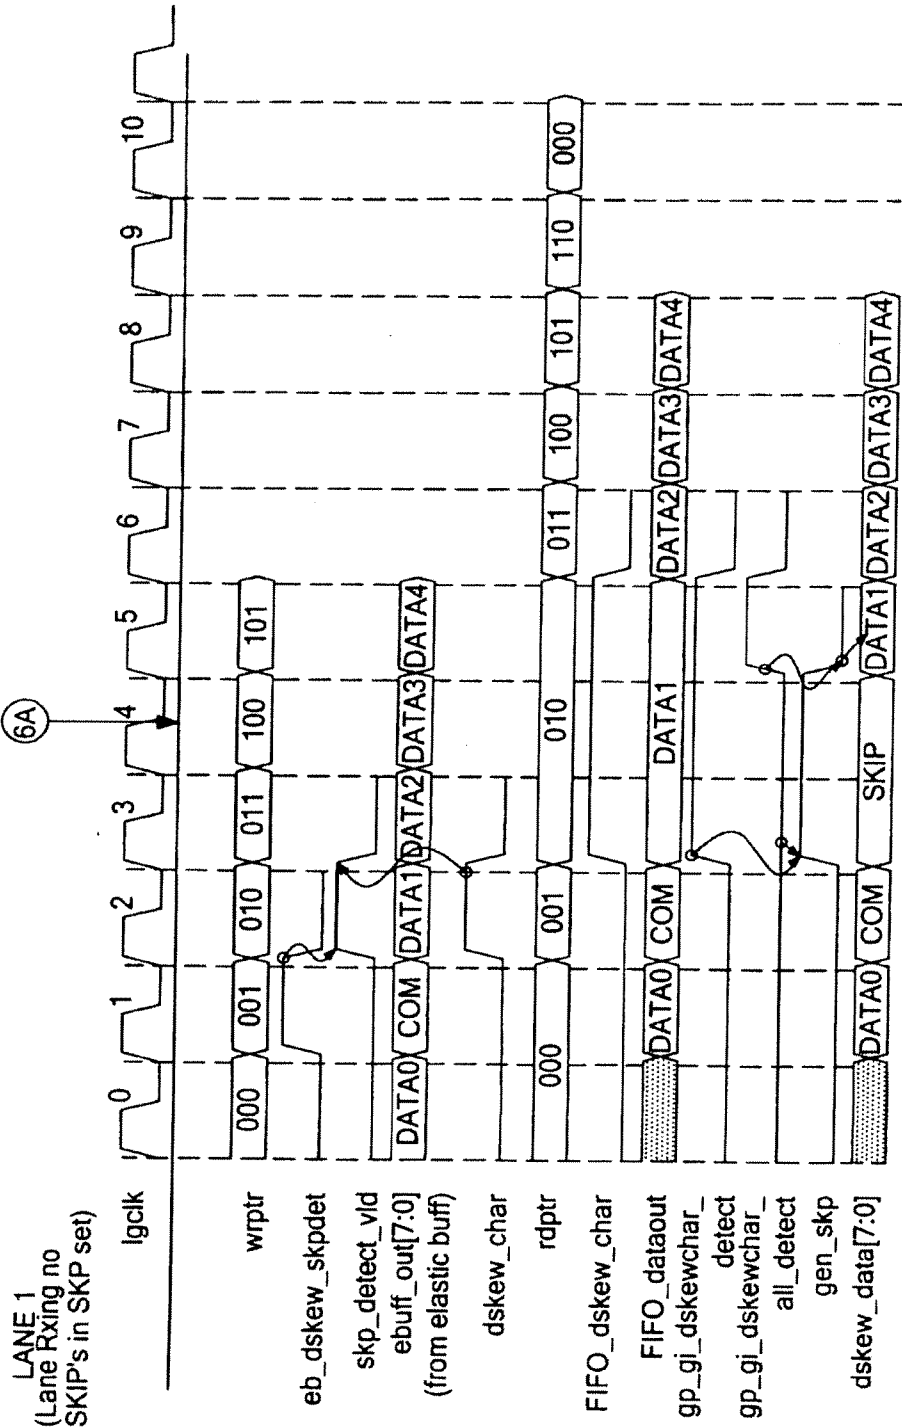 LANE 1
(Lane Rxing no
SKIP's in SKP set)
6A
lgclk 0 1 2 3 4 5 6 7 8 9 10
wrptr 000 001 010 011 100 101
eb_dskew_skpdet
skp_detect_vld
ebuff_out[7:0] DATA0 COM DATA1 DATA2 DATA3 DATA4
(from elastic buff)
dskew_char
rdptr 000 001 010 011 100 101 110 000
FIFO_dskew_char
FIFO_dataout DATA0 COM DATA1 DATA2 DATA3 DATA4
gp_gi_dskewchar_
detect
gp_gi_dskewchar_
all_detect
gen_skp
dskew_data[7:0] DATA0 COM SKIP DATA1 DATA2 DATA3 DATA4